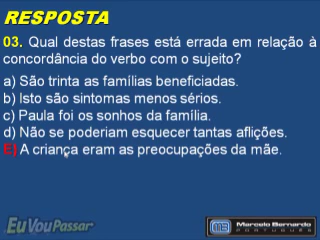 RESPOSTA
03. Qual destas frases está errada em relação à
concordância do verbo com o sujeito?
a) São trinta as famílias beneficiadas.
b) Isto são sintomas menos sérios.
c) Paula foi os sonhos da família.
d) Não se poderiam esquecer tantas aflições.
E) A criança eram as preocupações da mãe.
EuVouPassar
MB Marcelo Bernardo
PORTUGUÊS